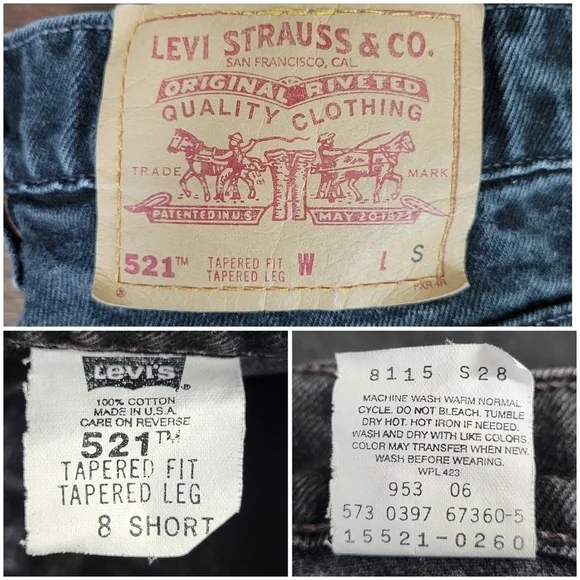 LEVI STRAUSS & CO.
SAN FRANCISCO, CAL.
ORIGINAL RIVETED
QUALITY CLOTHING
TRADE MARK
PATENTED IN U.S. MAY 20 1873
521™ TAPERED FIT W L S
TAPERED LEG
®
Levi's®
100% COTTON
MADE IN U.S.A.
CARE ON REVERSE
521™
TAPERED FIT
TAPERED LEG
8 SHORT
8115 S28
MACHINE WASH WARM NORMAL
CYCLE. DO NOT BLEACH. TUMBLE
DRY HOT. HOT IRON IF NEEDED.
WASH AND DRY WITH LIKE COLORS.
COLOR MAY TRANSFER WHEN NEW,
WASH BEFORE WEARING.
WPL 423
953 06
573 0397 67360-5
15521-0260